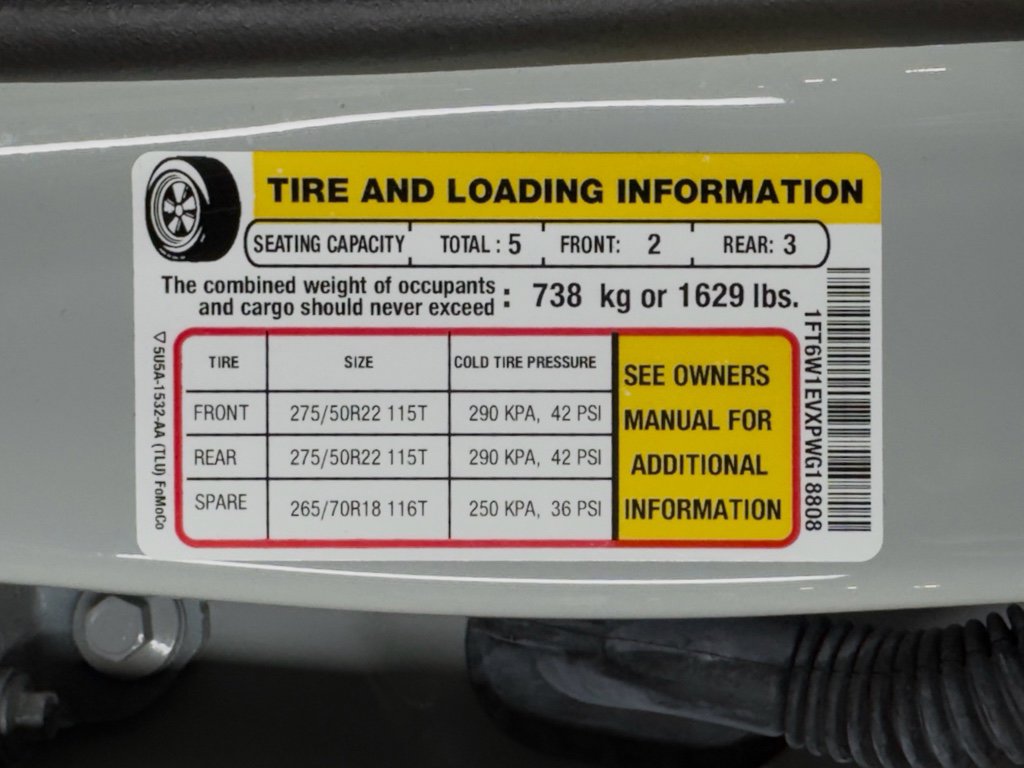 TIRE AND LOADING INFORMATION
SEATING CAPACITY TOTAL : 5 FRONT: 2 REAR: 3
The combined weight of occupants
and cargo should never exceed : 738 kg or 1629 lbs.
TIRE SIZE COLD TIRE PRESSURE
FRONT 275/50R22 115T 290 KPA, 42 PSI
REAR 275/50R22 115T 290 KPA, 42 PSI
SPARE 265/70R18 116T 250 KPA, 36 PSI
SEE OWNERS
MANUAL FOR
ADDITIONAL
INFORMATION
1FT6W1EVXPWG18808
5U5A-1532-AA (TLU) FoMoCo